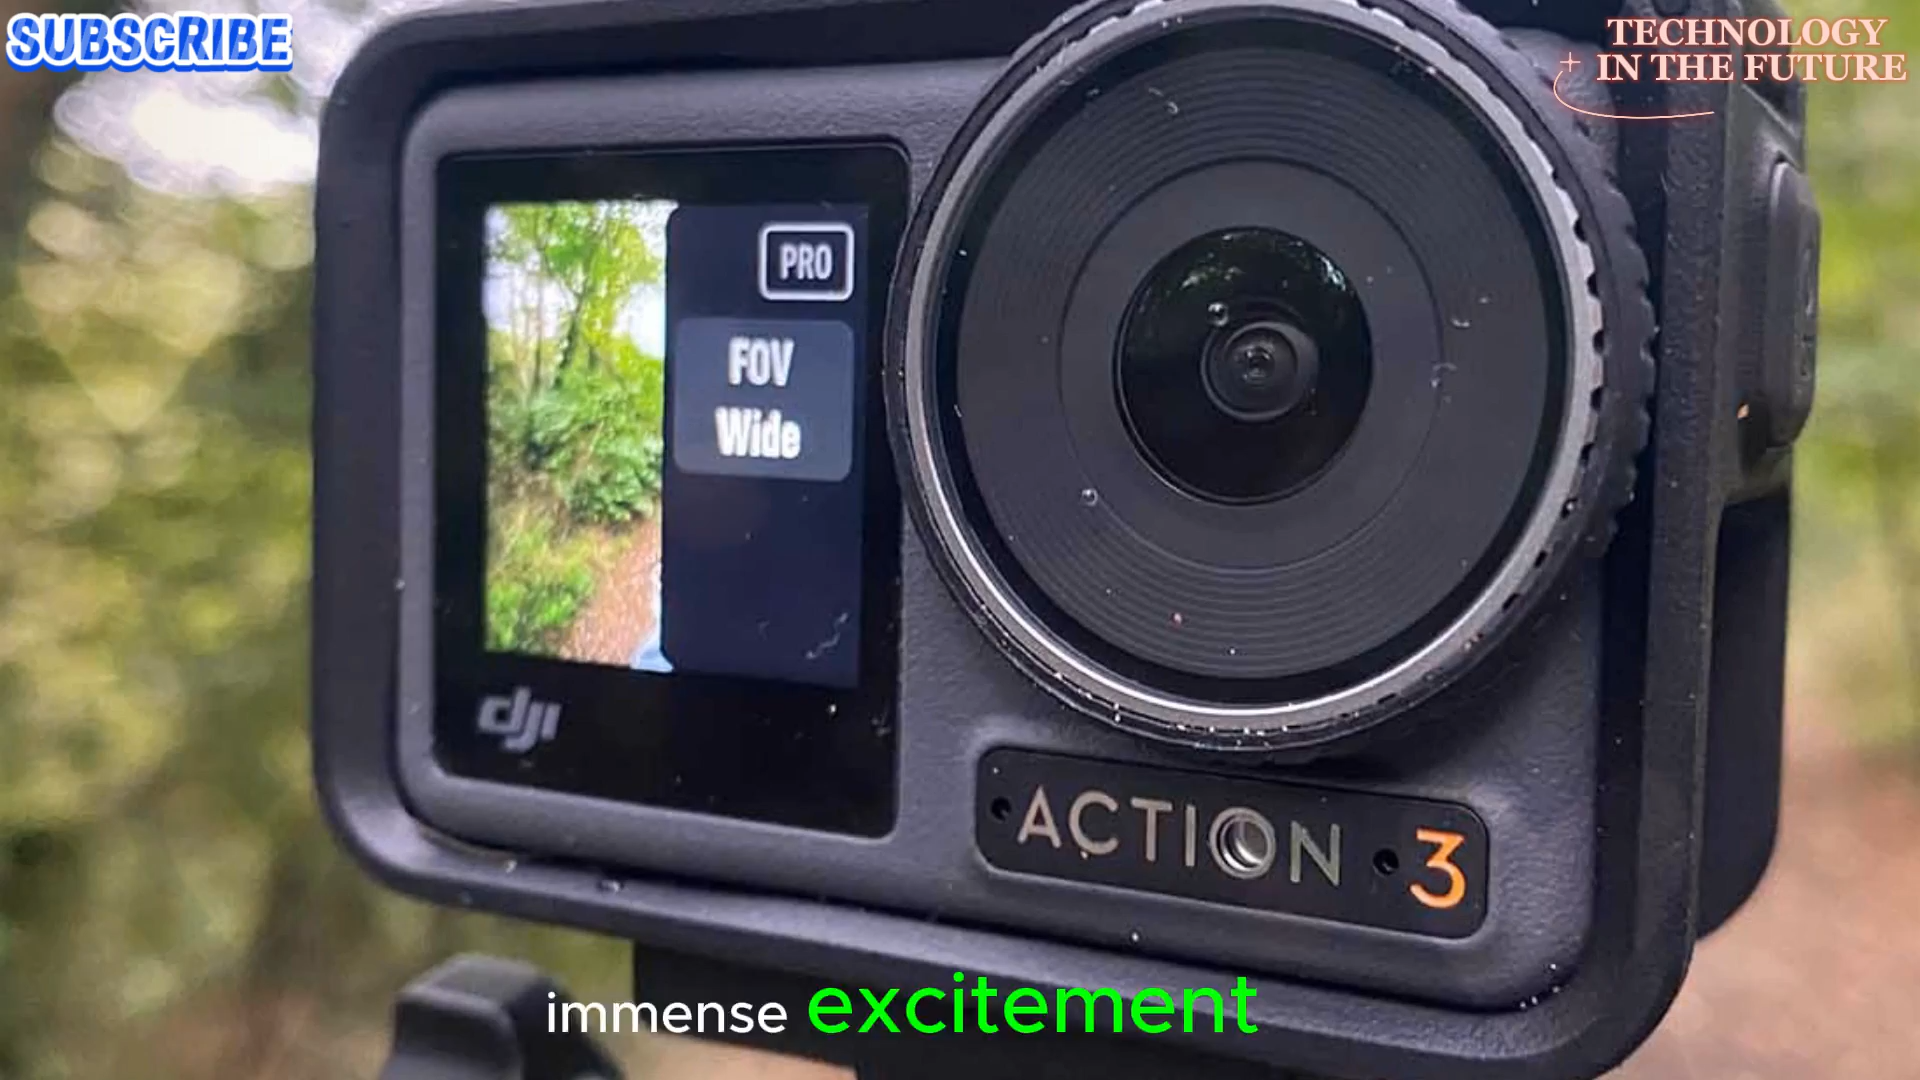 SUBSCRIBE
TECHNOLOGY
IN THE FUTURE
PRO
FOV
Wide
dji
ACTION 3
immense excitement